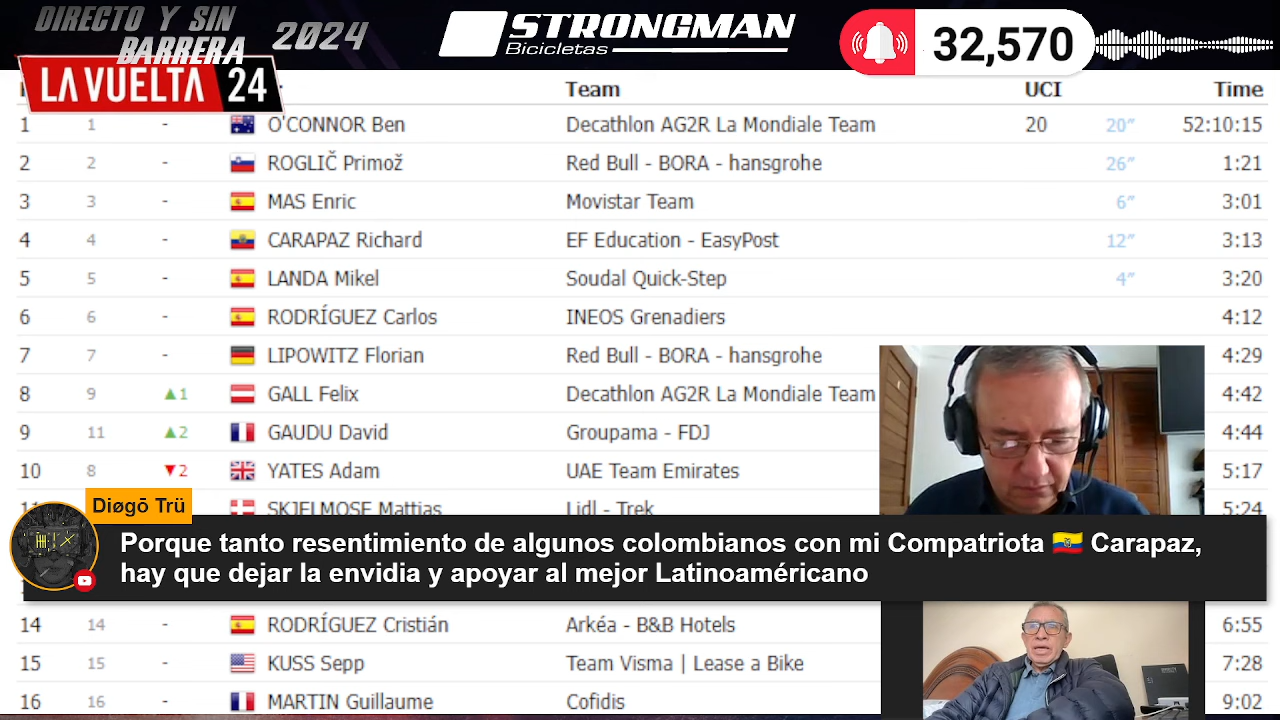 DIRECTO Y SIN BARRERA 2024
STRONGMAN
Bicicletas
32,570
LA VUELTA 24
Team UCI Time
1 1 - O'CONNOR Ben Decathlon AG2R La Mondiale Team 20 20″ 52:10:15
2 2 - ROGLIČ Primož Red Bull - BORA - hansgrohe 26″ 1:21
3 3 - MAS Enric Movistar Team 6″ 3:01
4 4 - CARAPAZ Richard EF Education - EasyPost 12″ 3:13
5 5 - LANDA Mikel Soudal Quick-Step 4″ 3:20
6 6 - RODRÍGUEZ Carlos INEOS Grenadiers 4:12
7 7 - LIPOWITZ Florian Red Bull - BORA - hansgrohe 4:29
8 9 ▲1 GALL Felix Decathlon AG2R La Mondiale Team 4:42
9 11 ▲2 GAUDU David Groupama - FDJ 4:44
10 8 ▼2 YATES Adam UAE Team Emirates 5:17
SKJELMOSE Mattias Lidl - Trek 5:24
Diøgō Trü
Porque tanto resentimiento de algunos colombianos con mi Compatriota 🇪🇨 Carapaz,
hay que dejar la envidia y apoyar al mejor Latinoaméricano
14 14 - RODRÍGUEZ Cristián Arkéa - B&B Hotels 6:55
15 15 - KUSS Sepp Team Visma | Lease a Bike 7:28
16 16 - MARTIN Guillaume Cofidis 9:02